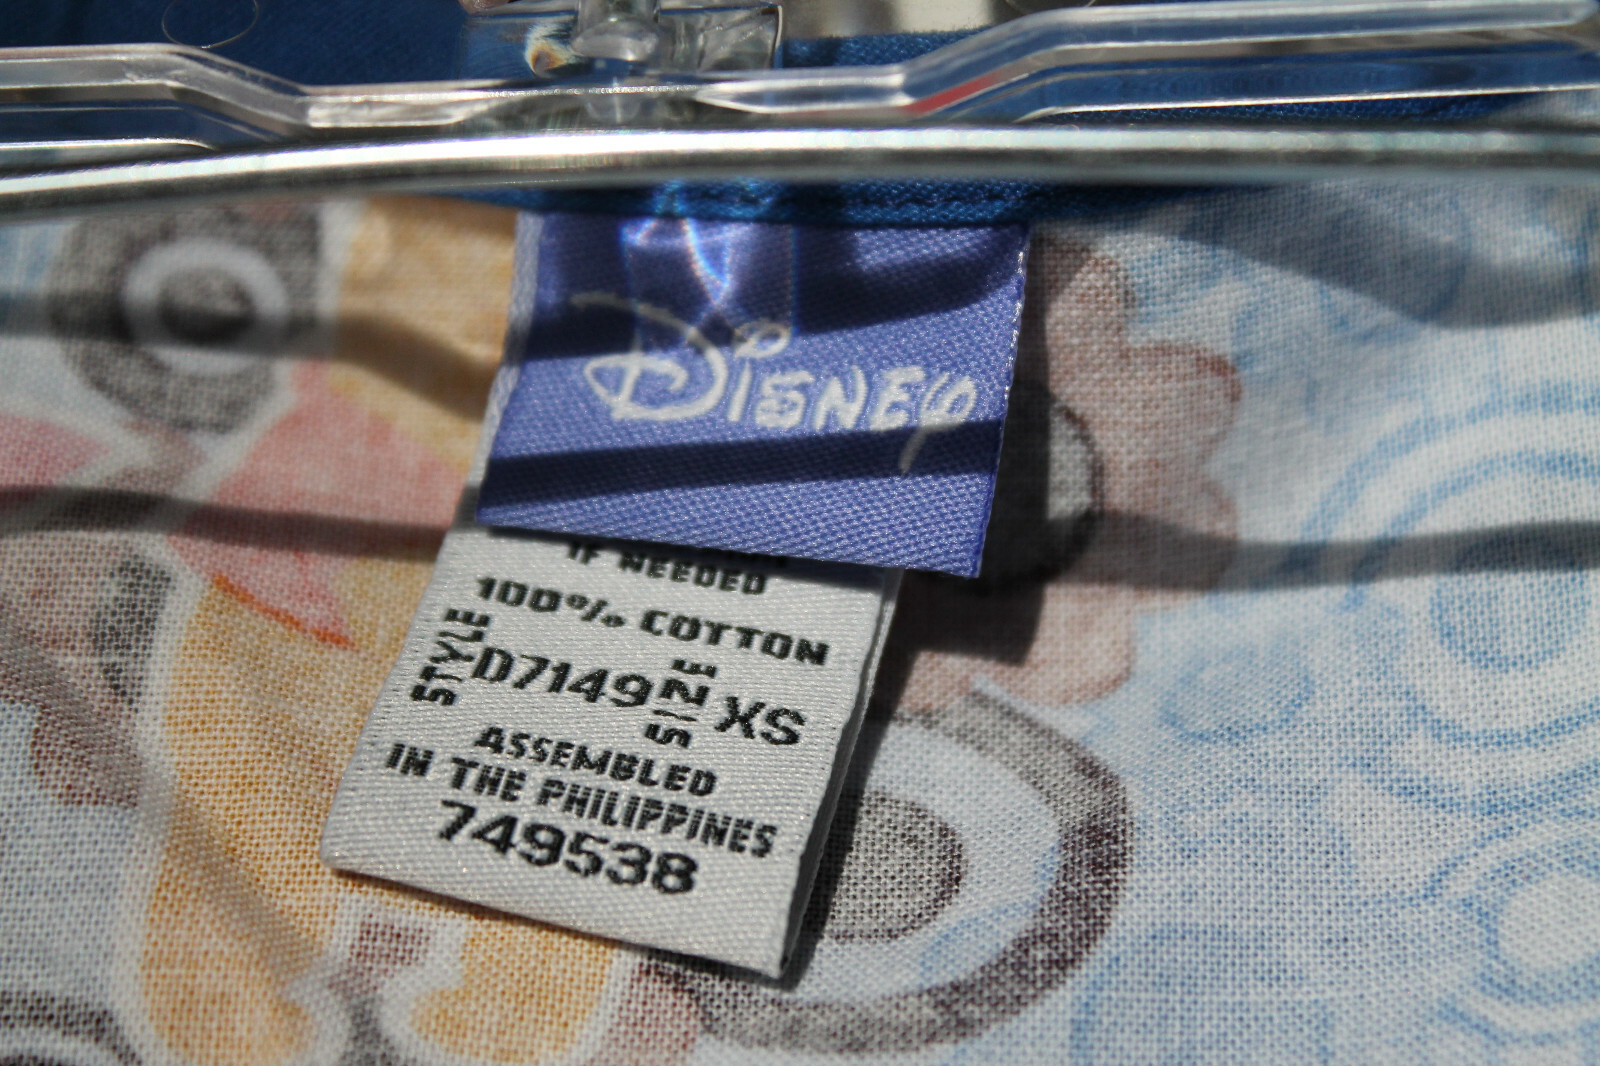 Disney
IF NEEDED
100% COTTON
STYLE D7149 SIZE XS
ASSEMBLED
IN THE PHILIPPINES
749538